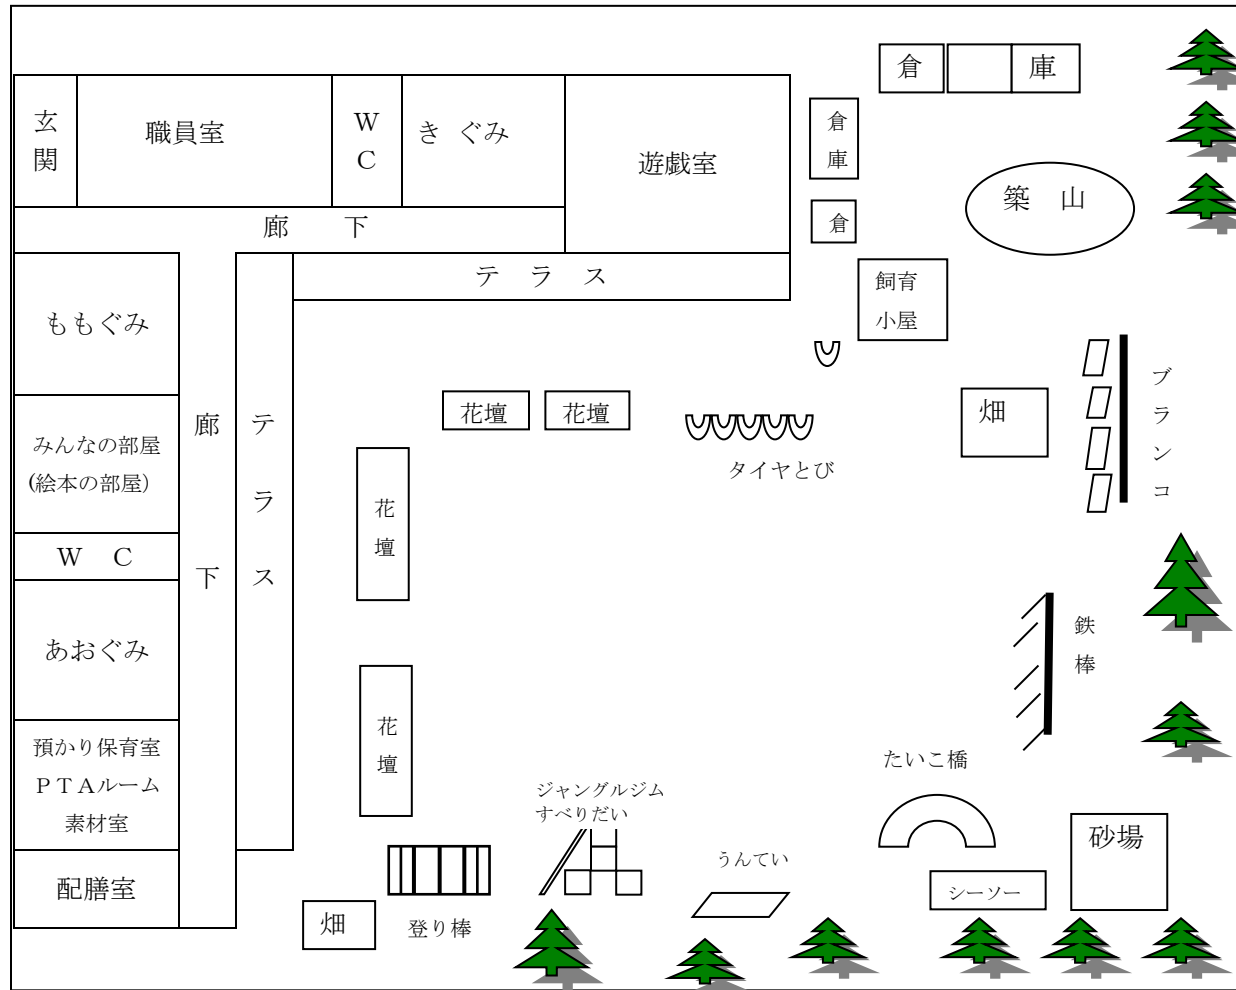 玄関
職員室
ＷＣ
き ぐみ
遊戯室
倉 庫
倉庫
倉
築 山
廊 下
テ ラ ス
飼育
小屋
ももぐみ
みんなの部屋
(絵本の部屋)
Ｗ Ｃ
あおぐみ
預かり保育室
ＰＴＡルーム
素材室
配膳室
廊下
テラス
花壇
花壇
花壇
花壇
タイヤとび
畑
ブランコ
鉄棒
たいこ橋
ジャングルジム
すべりだい
うんてい
砂場
シーソー
畑
登り棒